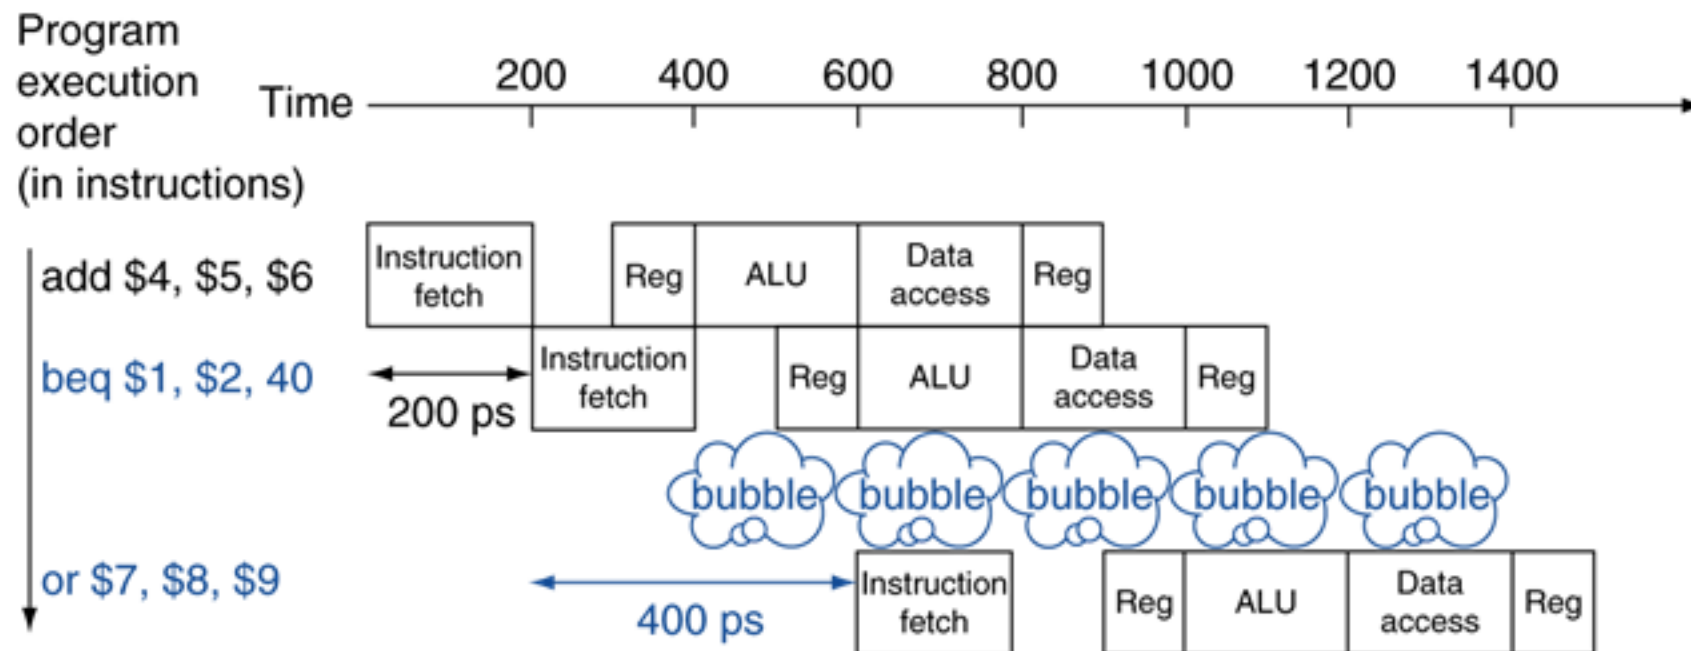 Program
execution
order
(in instructions)
Time
200 400 600 800 1000 1200 1400
add $4, $5, $6
Instruction
fetch
Reg
ALU
Data
access
Reg
beq $1, $2, 40
200 ps
Instruction
fetch
Reg
ALU
Data
access
Reg
bubble bubble bubble bubble bubble
or $7, $8, $9
400 ps
Instruction
fetch
Reg
ALU
Data
access
Reg